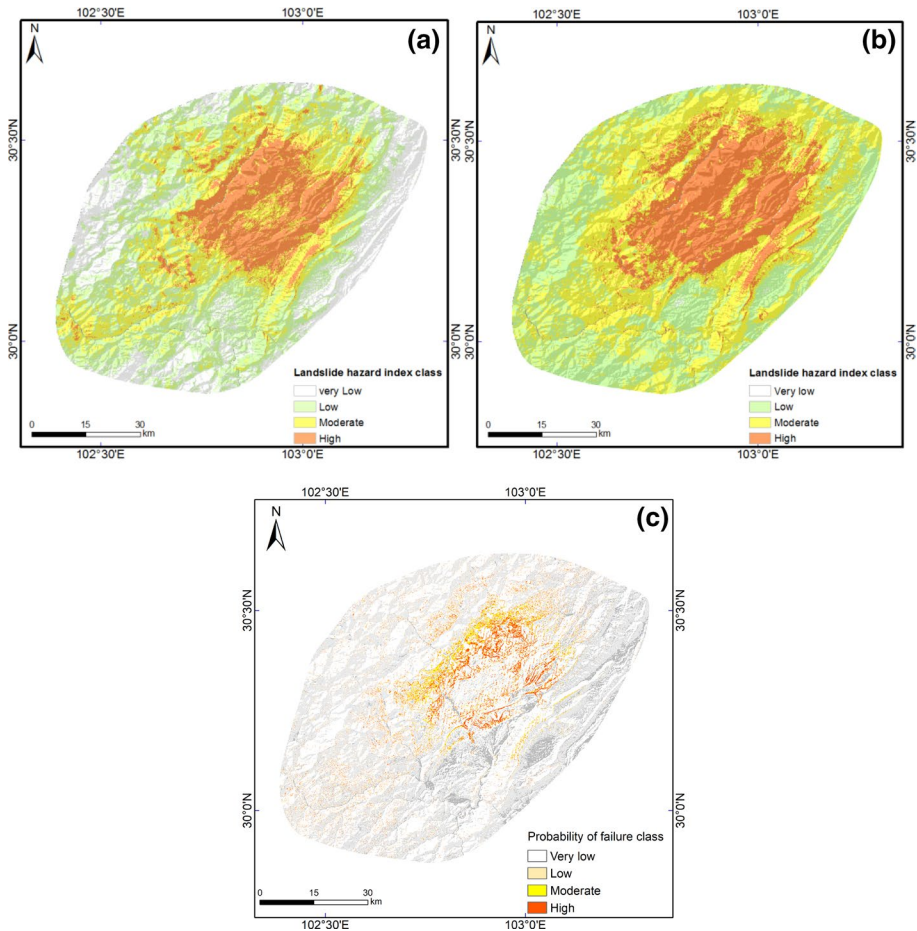 102°30'E
103°0'E
N
(a)
30°30'N
30°30'N
30°0'N
30°0'N
Landslide hazard index class
very Low
Low
Moderate
High
0 15 30
km
102°30'E
103°0'E
102°30'E
103°0'E
N
(b)
30°30'N
30°30'N
30°0'N
30°0'N
Landslide hazard index class
Very low
Low
Moderate
High
0 15 30
km
102°30'E
103°0'E
102°30'E
103°0'E
N
(c)
30°30'N
30°30'N
30°0'N
30°0'N
Probability of failure class
Very low
Low
Moderate
High
0 15 30
km
102°30'E
103°0'E